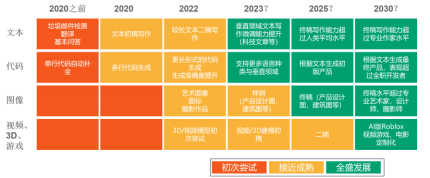 2020之前
2020
2022
2023?
2025?
2030?
文本
垃圾邮件检测
翻译
基本问答
文本初稿写作
较长文本二稿写作
垂直领域文本写
作微调能力提升
(科技文章等)
终稿写作能力超
过人类平均水平
终稿写作能力超
过专业作家水平
代码
单行代码自动补
全
多行代码生成
更长形式的代码
生成
生成准确度提升
支持更多语言种
类与垂直领域
根据文本生成初
版产品
根据文本生成最
终产品,表现超
过全职开发者
图像
艺术图像
图标
摄影作品
样例
(产品设计图、
建筑图等)
终稿(产品设计
图、建筑图等)
终稿水平超过专
业艺术家、设计
师、摄影师
视频、
3D、
游戏
3D/视频模型初
次尝试
视频/3D建模初
稿
二稿
AI版Roblox
视频游戏、电影
定制化
初次尝试
接近成熟
全盛发展